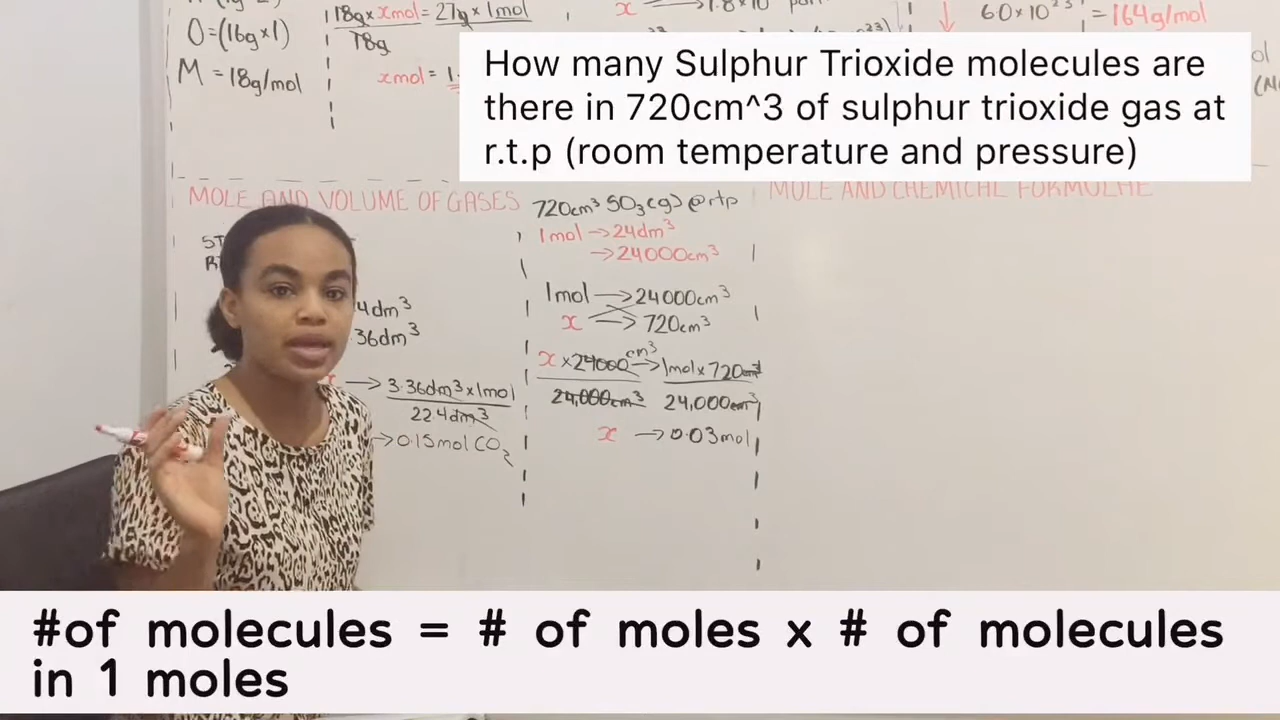 O=(16g×1)
M = 18g/mol
18g× xmol = 27g×1mol
18g
xmol = 1.
x
6.0×10²³
= 164g/mol
How many Sulphur Trioxide molecules are
there in 720cm^3 of sulphur trioxide gas at
r.t.p (room temperature and pressure)
MOLE AND VOLUME OF GASES
MOLE AND CHEMICAL FORMULAE
4dm³
36dm³
→ 3.36dm³×1mol
22.4dm³
→0.15mol CO₂
720cm³ SO₃(g) @rtp
1mol →24dm³
→24000cm³
1mol →24000cm³
x → 720cm³
x ×24000cm³ →1mol×720cm³
24,000cm³ 24,000cm³
x →0.03mol
#of molecules = # of moles x # of molecules
in 1 moles